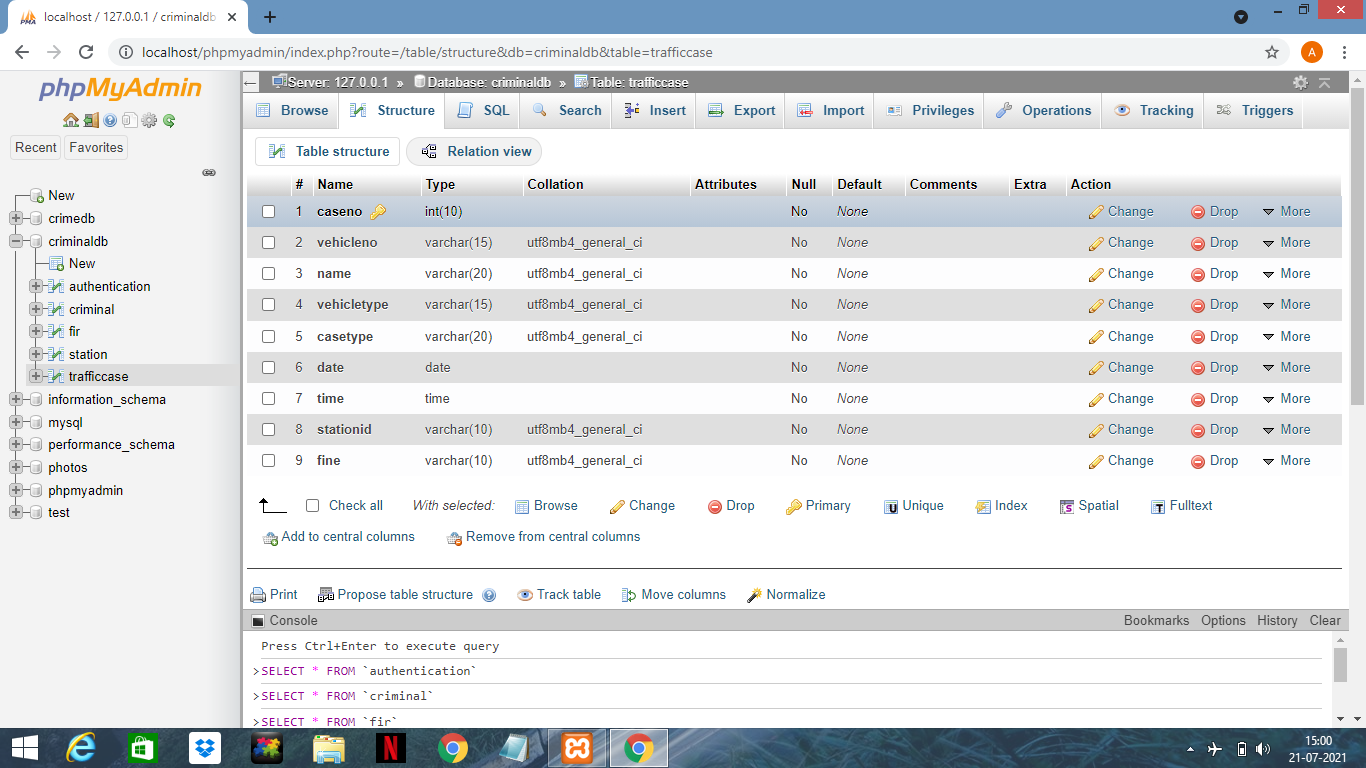 localhost / 127.0.0.1 / criminaldb
localhost/phpmyadmin/index.php?route=/table/structure&db=criminaldb&table=trafficcase
A
phpMyAdmin
Recent Favorites
New
crimedb
criminaldb
New
authentication
criminal
fir
station
trafficcase
information_schema
mysql
performance_schema
photos
phpmyadmin
test
Server: 127.0.0.1 » Database: criminaldb » Table: trafficcase
Browse Structure SQL Search Insert Export Import Privileges Operations Tracking Triggers
Table structure Relation view
# Name Type Collation Attributes Null Default Comments Extra Action
1 caseno int(10) No None Change Drop More
2 vehicleno varchar(15) utf8mb4_general_ci No None Change Drop More
3 name varchar(20) utf8mb4_general_ci No None Change Drop More
4 vehicletype varchar(15) utf8mb4_general_ci No None Change Drop More
5 casetype varchar(20) utf8mb4_general_ci No None Change Drop More
6 date date No None Change Drop More
7 time time No None Change Drop More
8 stationid varchar(10) utf8mb4_general_ci No None Change Drop More
9 fine varchar(10) utf8mb4_general_ci No None Change Drop More
Check all With selected: Browse Change Drop Primary Unique Index Spatial Fulltext
Add to central columns Remove from central columns
Print Propose table structure Track table Move columns Normalize
Console Bookmarks Options History Clear
Press Ctrl+Enter to execute query
>SELECT * FROM `authentication`
>SELECT * FROM `criminal`
>SELECT * FROM `fir`
15:00
21-07-2021